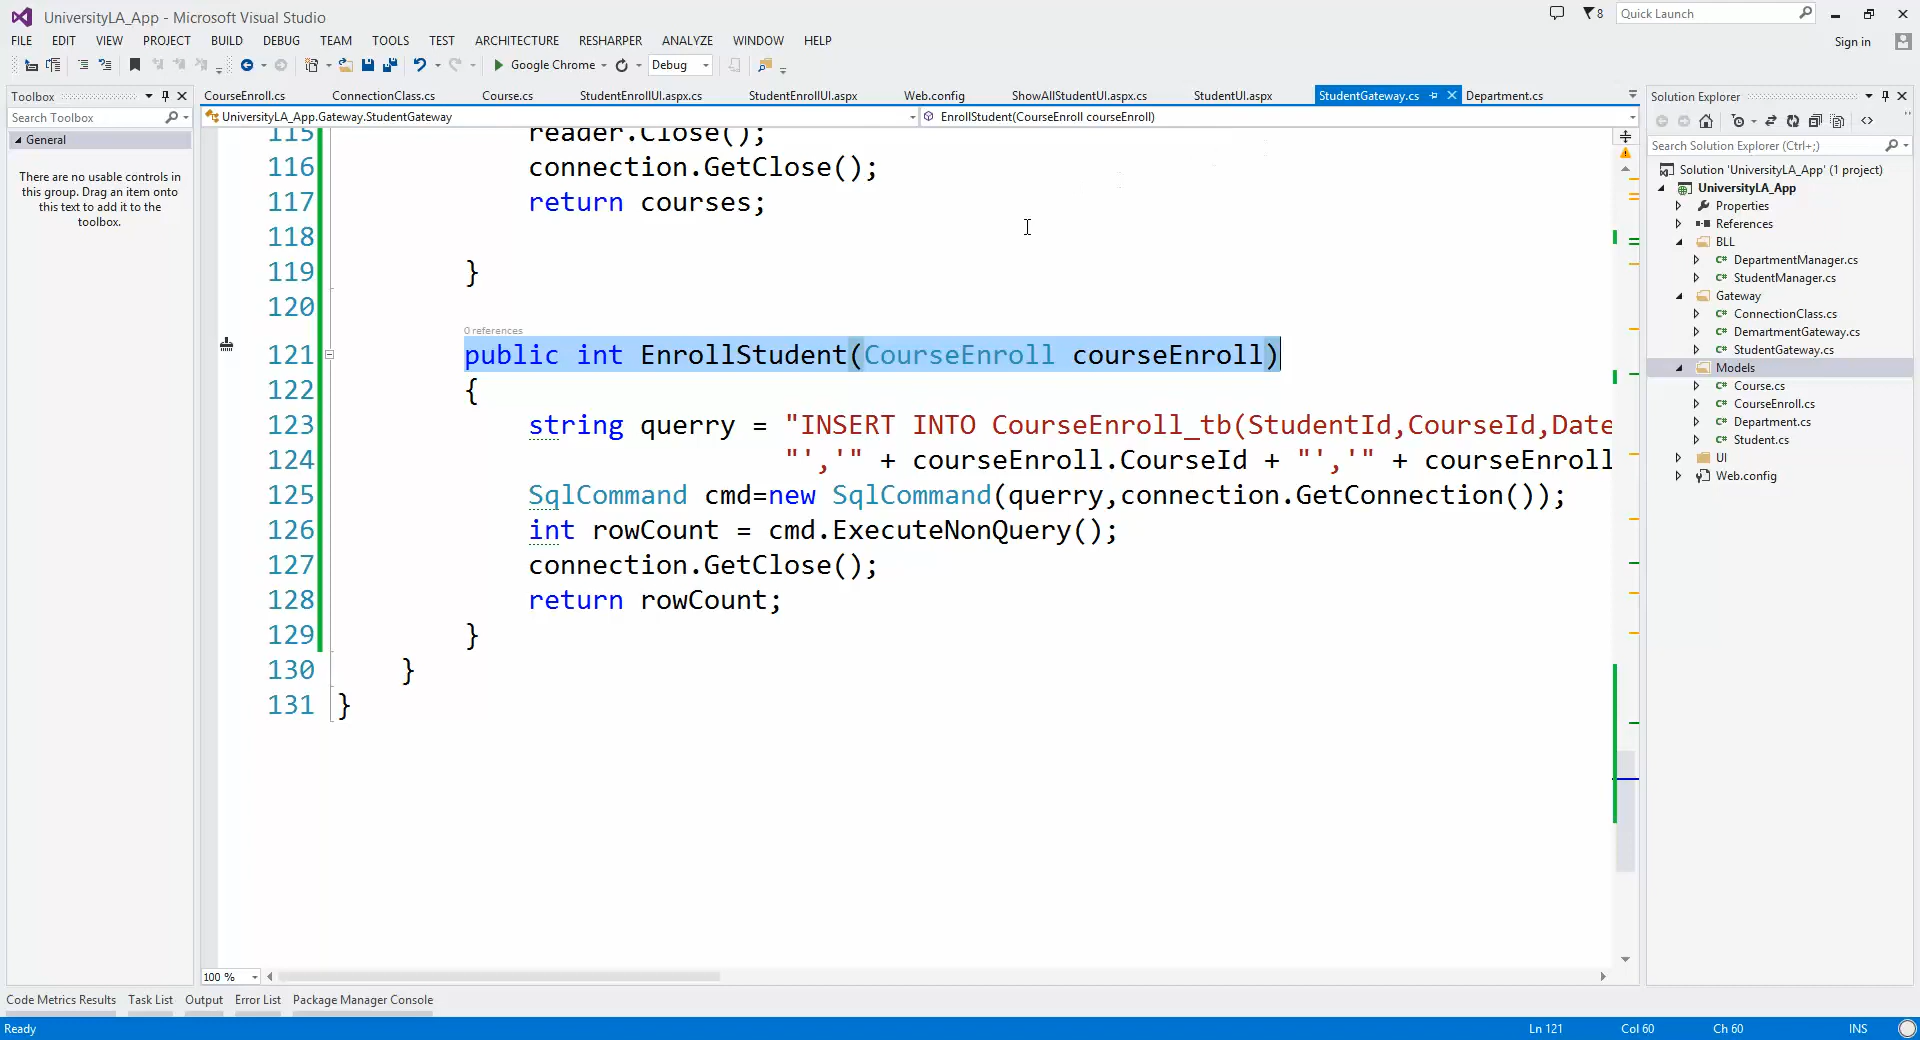 UniversityLA_App - Microsoft Visual Studio
8
Quick Launch
FILE EDIT VIEW PROJECT BUILD DEBUG TEAM TOOLS TEST ARCHITECTURE RESHARPER ANALYZE WINDOW HELP
Sign in
Google Chrome
Debug
Toolbox
Search Toolbox
General
There are no usable controls in
this group. Drag an item onto
this text to add it to the
toolbox.
CourseEnroll.cs ConnectionClass.cs Course.cs StudentEnrollUI.aspx.cs StudentEnrollUI.aspx Web.config ShowAllStudentUI.aspx.cs StudentUI.aspx StudentGateway.cs Department.cs
UniversityLA_App.Gateway.StudentGateway
EnrollStudent(CourseEnroll courseEnroll)
115 reader.Close();
116 connection.GetClose();
117 return courses;
118
119 }
120
0 references
121 public int EnrollStudent(CourseEnroll courseEnroll)
122 {
123 string querry = "INSERT INTO CourseEnroll_tb(StudentId,CourseId,Date
124 "','" + courseEnroll.CourseId + "','" + courseEnroll
125 SqlCommand cmd=new SqlCommand(querry,connection.GetConnection());
126 int rowCount = cmd.ExecuteNonQuery();
127 connection.GetClose();
128 return rowCount;
129 }
130 }
131 }
100 %
Solution Explorer
Search Solution Explorer (Ctrl+;)
Solution 'UniversityLA_App' (1 project)
UniversityLA_App
Properties
References
BLL
DepartmentManager.cs
StudentManager.cs
Gateway
ConnectionClass.cs
DemartmentGateway.cs
StudentGateway.cs
Models
Course.cs
CourseEnroll.cs
Department.cs
Student.cs
UI
Web.config
Code Metrics Results Task List Output Error List Package Manager Console
Ready
Ln 121 Col 60 Ch 60 INS